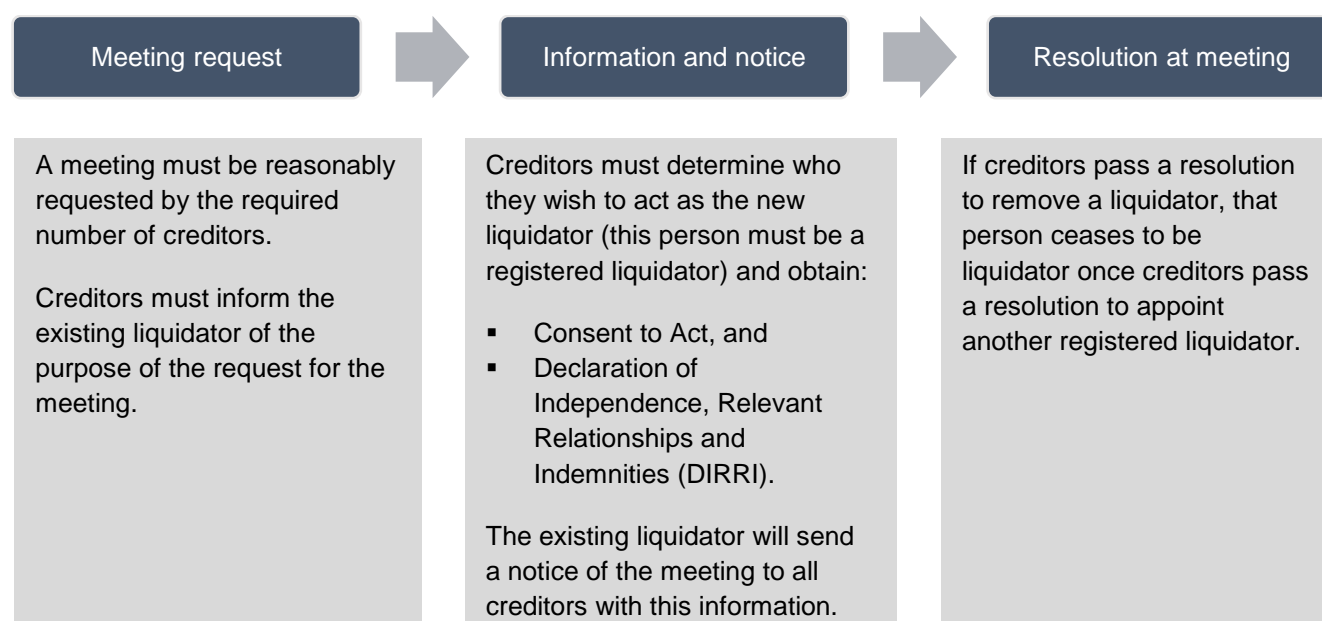 Meeting request
Information and notice
Resolution at meeting
A meeting must be reasonably
requested by the required
number of creditors.
Creditors must inform the
existing liquidator of the
purpose of the request for the
meeting.
Creditors must determine who
they wish to act as the new
liquidator (this person must be a
registered liquidator) and obtain:
▪ Consent to Act, and
▪ Declaration of
Independence, Relevant
Relationships and
Indemnities (DIRRI).
The existing liquidator will send
a notice of the meeting to all
creditors with this information.
If creditors pass a resolution
to remove a liquidator, that
person ceases to be
liquidator once creditors pass
a resolution to appoint
another registered liquidator.